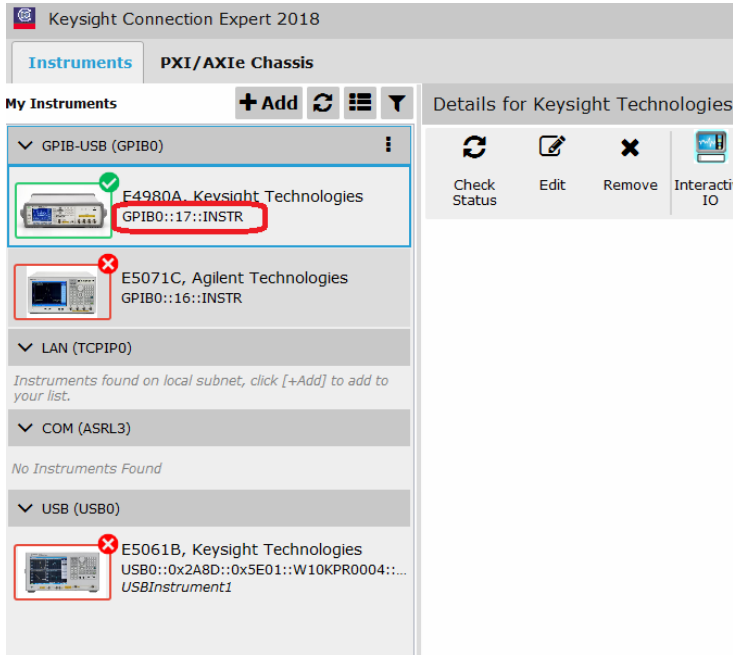 Keysight Connection Expert 2018
Instruments PXI/AXIe Chassis
My Instruments + Add
Details for Keysight Technologies
Check Status Edit Remove Interacti
IO
GPIB-USB (GPIB0)
E4980A, Keysight Technologies
GPIB0::17::INSTR
E5071C, Agilent Technologies
GPIB0::16::INSTR
LAN (TCPIP0)
Instruments found on local subnet, click [+Add] to add to
your list.
COM (ASRL3)
No Instruments Found
USB (USB0)
E5061B, Keysight Technologies
USB0::0x2A8D::0x5E01::W10KPR0004::...
USBInstrument1